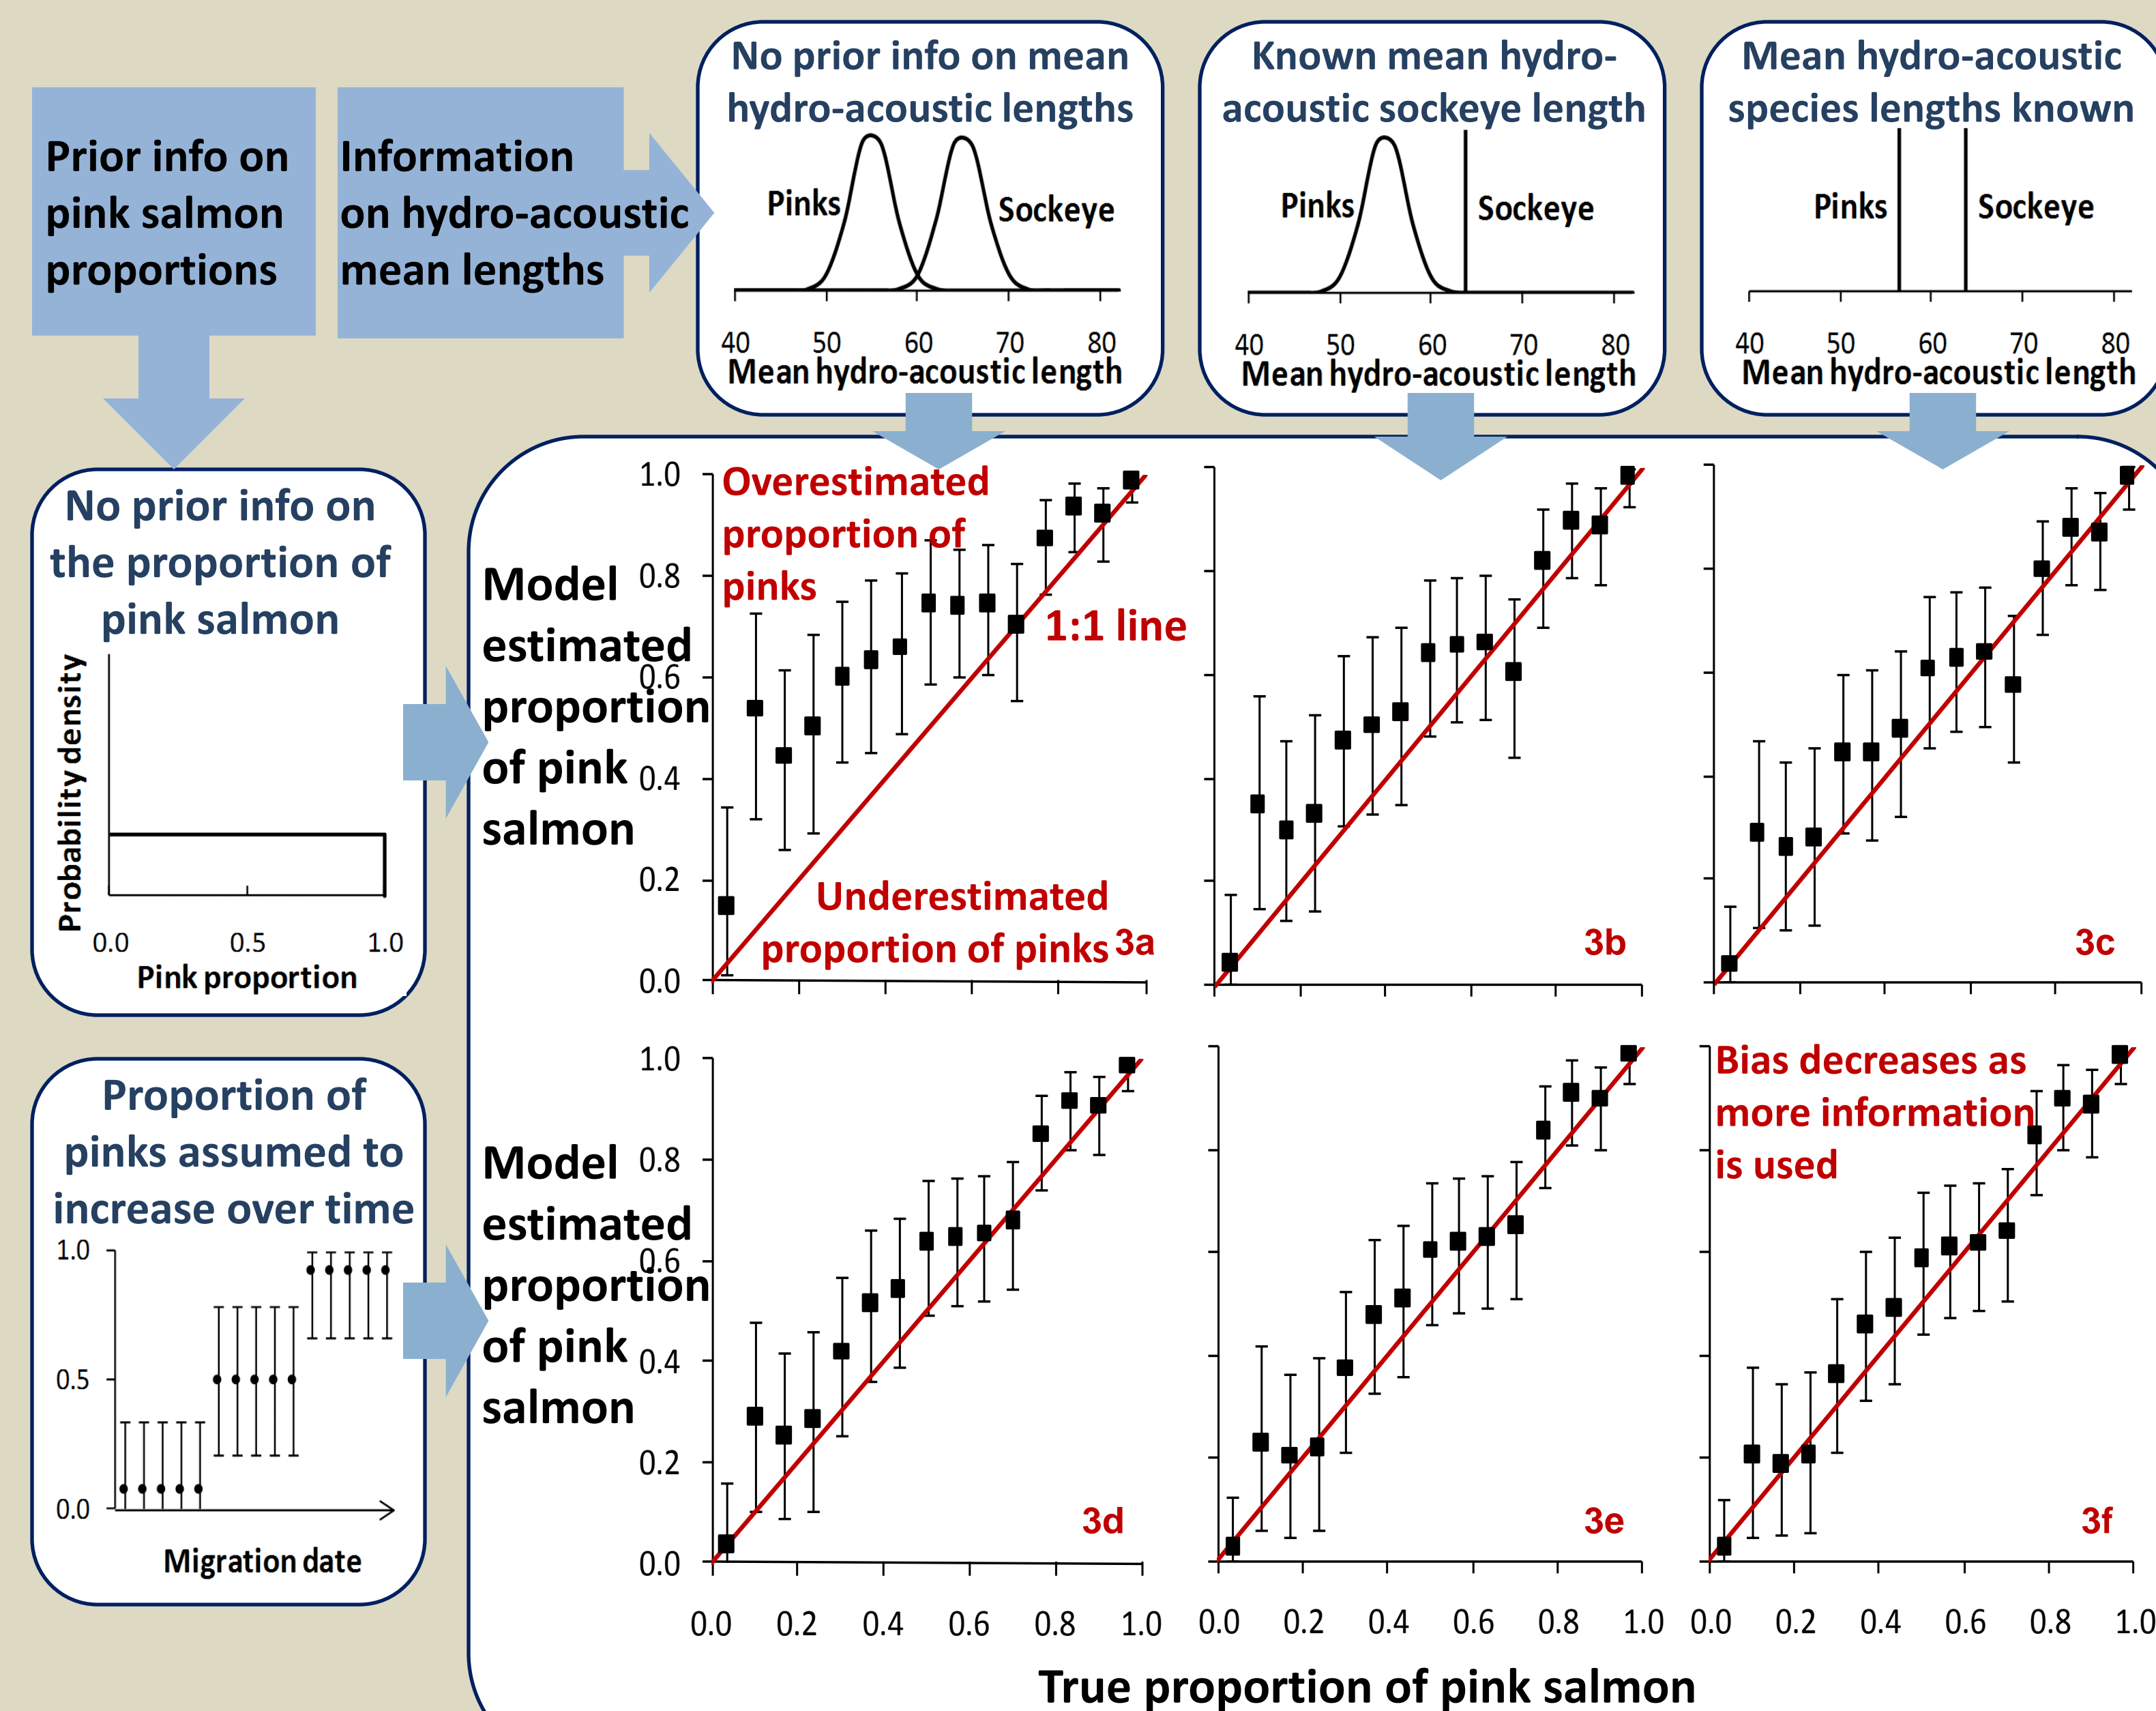 Prior info on
pink salmon
proportions
Information
on hydro-acoustic
mean lengths
No prior info on mean
hydro-acoustic lengths
Pinks
Sockeye
40 50 60 70 80
Mean hydro-acoustic length
Known mean hydro-
acoustic sockeye length
Pinks
Sockeye
40 50 60 70 80
Mean hydro-acoustic length
Mean hydro-acoustic
species lengths known
Pinks
Sockeye
40 50 60 70 80
Mean hydro-acoustic length
No prior info on
the proportion of
pink salmon
Probability density
0.0 0.5 1.0
Pink proportion
Proportion of
pinks assumed to
increase over time
1.0
0.5
0.0
Migration date
Model
estimated
proportion
of pink
salmon
1.0
0.8
0.6
0.4
0.2
0.0
Overestimated
proportion of
pinks
1:1 line
Underestimated
proportion of pinks
3a
3b
3c
Model
estimated
proportion
of pink
salmon
1.0
0.8
0.6
0.4
0.2
0.0
3d
3e
Bias decreases as
more information
is used
3f
0.0 0.2 0.4 0.6 0.8 1.0
0.0 0.2 0.4 0.6 0.8 1.0
0.0 0.2 0.4 0.6 0.8 1.0
True proportion of pink salmon